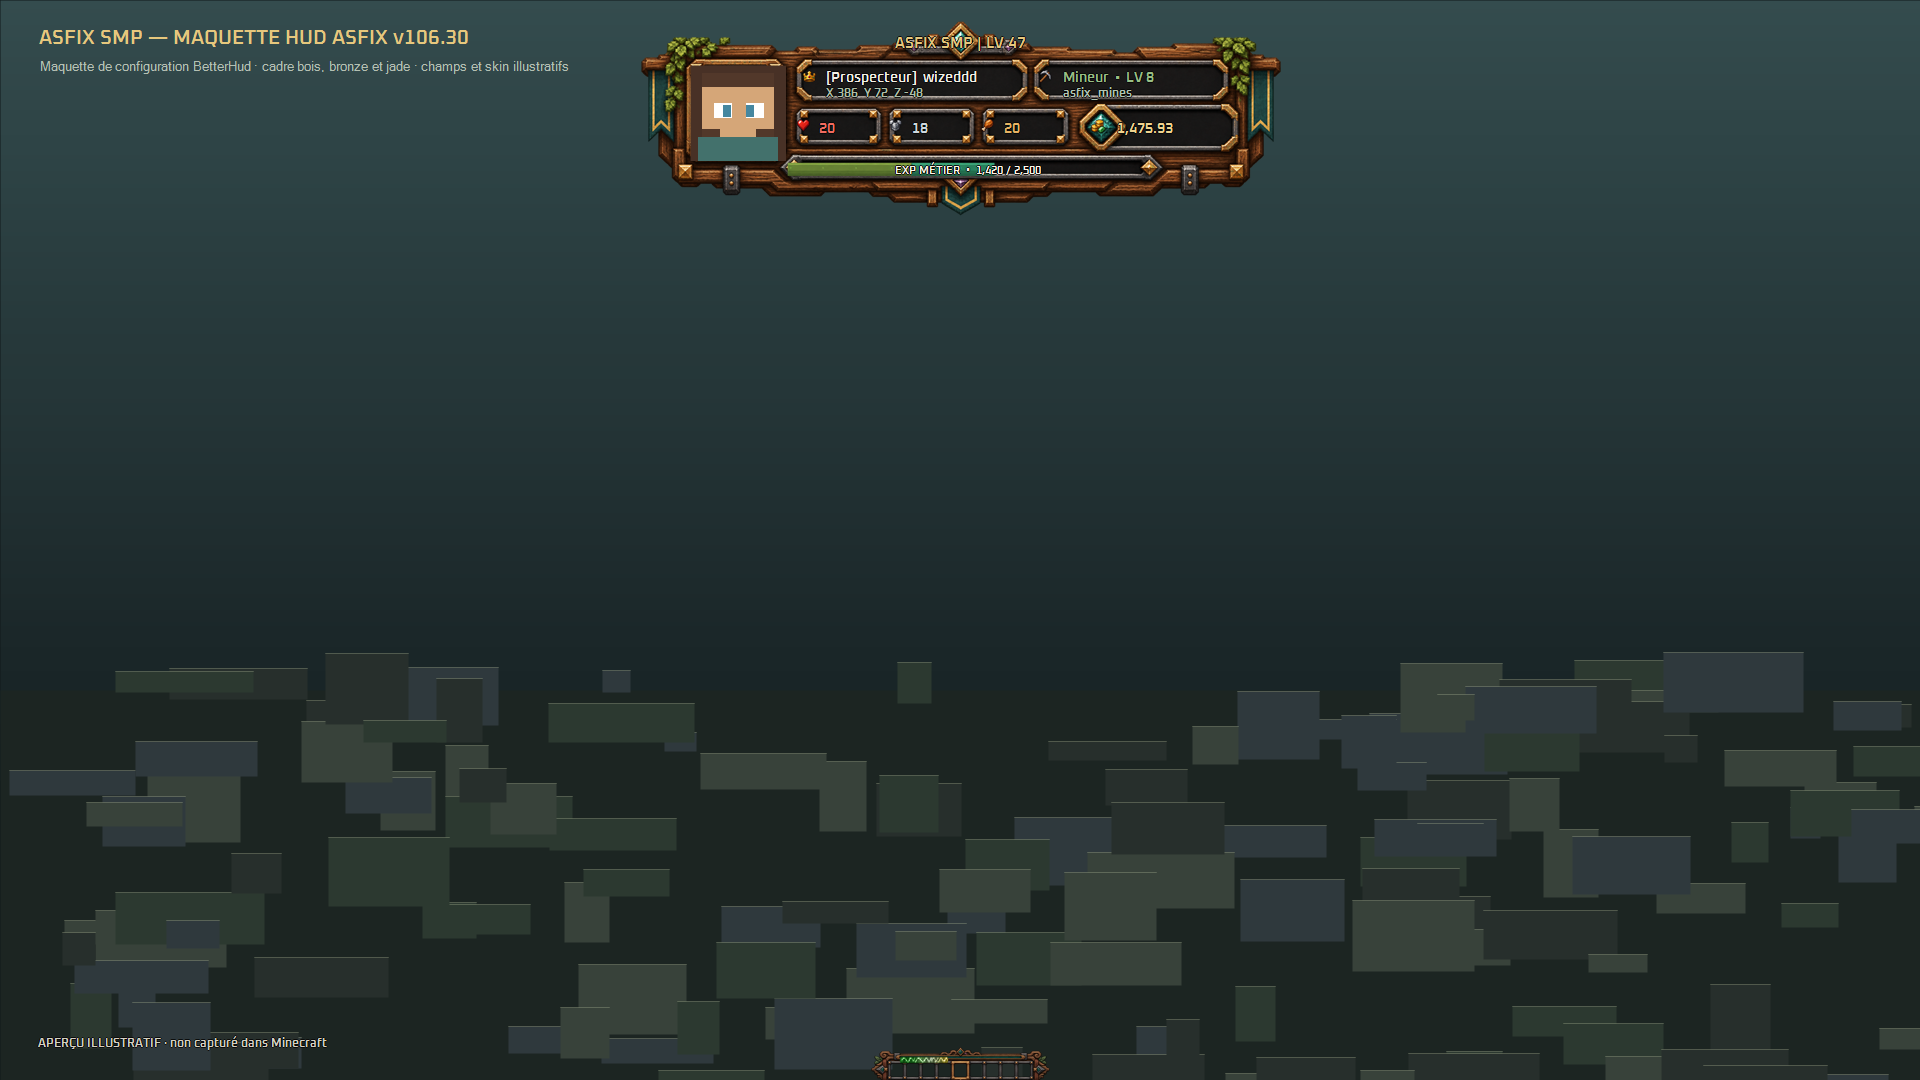 ASFIX SMP — MAQUETTE HUD ASFIX v106.30
Maquette de configuration BetterHud · cadre bois, bronze et jade · champs et skin illustratifs
ASFIX SMP | LV 47
[Prospecteur] wizeddd
X 386 Y 72 Z -48
Mineur • LV 8
asfix_mines
20
18
20
1,475.93
EXP MÉTIER • 1,420 / 2,500
APERÇU ILLUSTRATIF · non capturé dans Minecraft